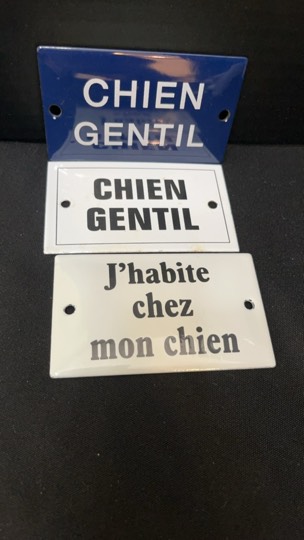 CHIEN
GENTIL
CHIEN
GENTIL
J'habite
chez
mon chien